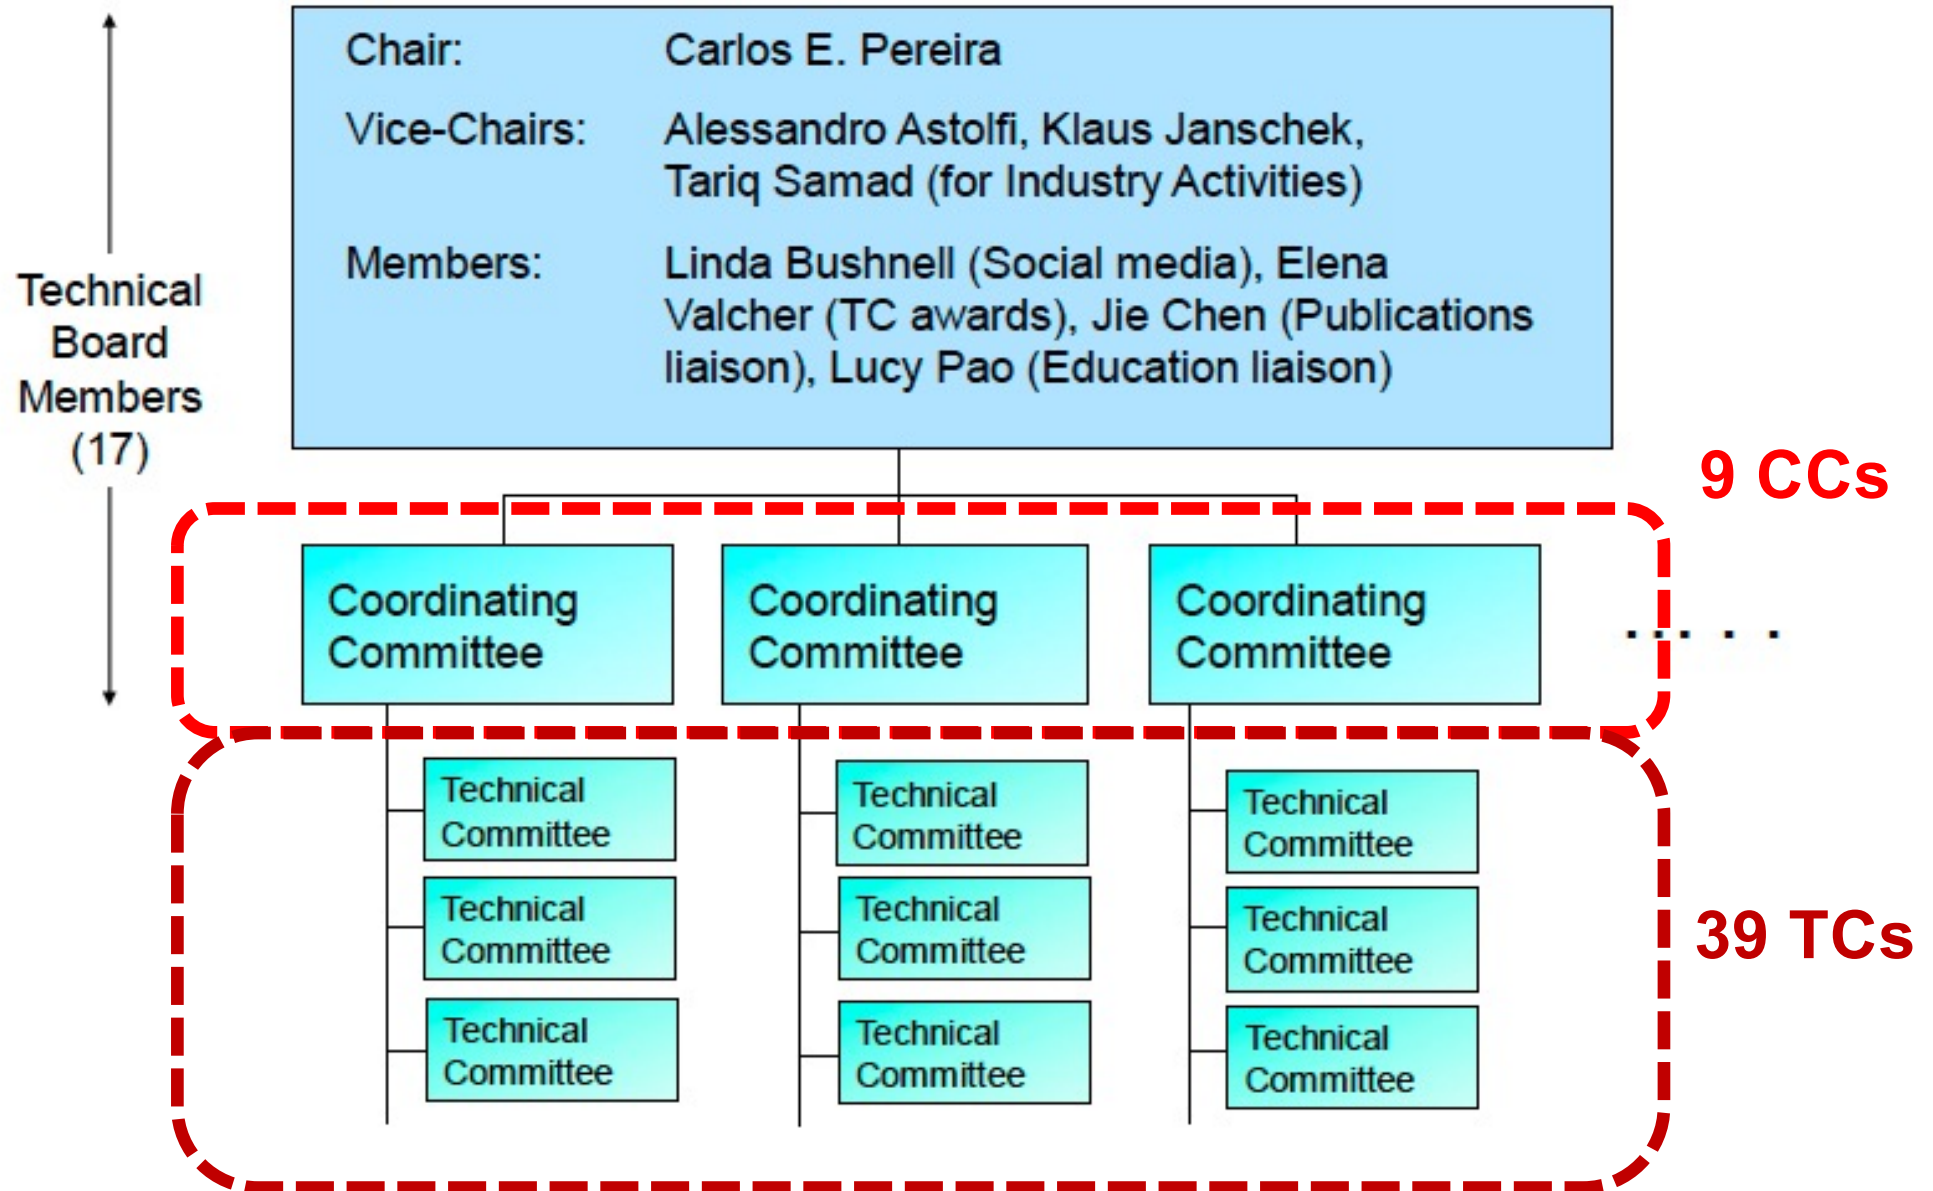 Chair: Carlos E. Pereira
Vice-Chairs: Alessandro Astolfi, Klaus Janschek,
Tariq Samad (for Industry Activities)
Members: Linda Bushnell (Social media), Elena
Valcher (TC awards), Jie Chen (Publications
liaison), Lucy Pao (Education liaison)
Technical
Board
Members
(17)
9 CCs
Coordinating
Committee
Coordinating
Committee
Coordinating
Committee
. . . . .
Technical
Committee
Technical
Committee
Technical
Committee
Technical
Committee
Technical
Committee
Technical
Committee
Technical
Committee
Technical
Committee
Technical
Committee
39 TCs